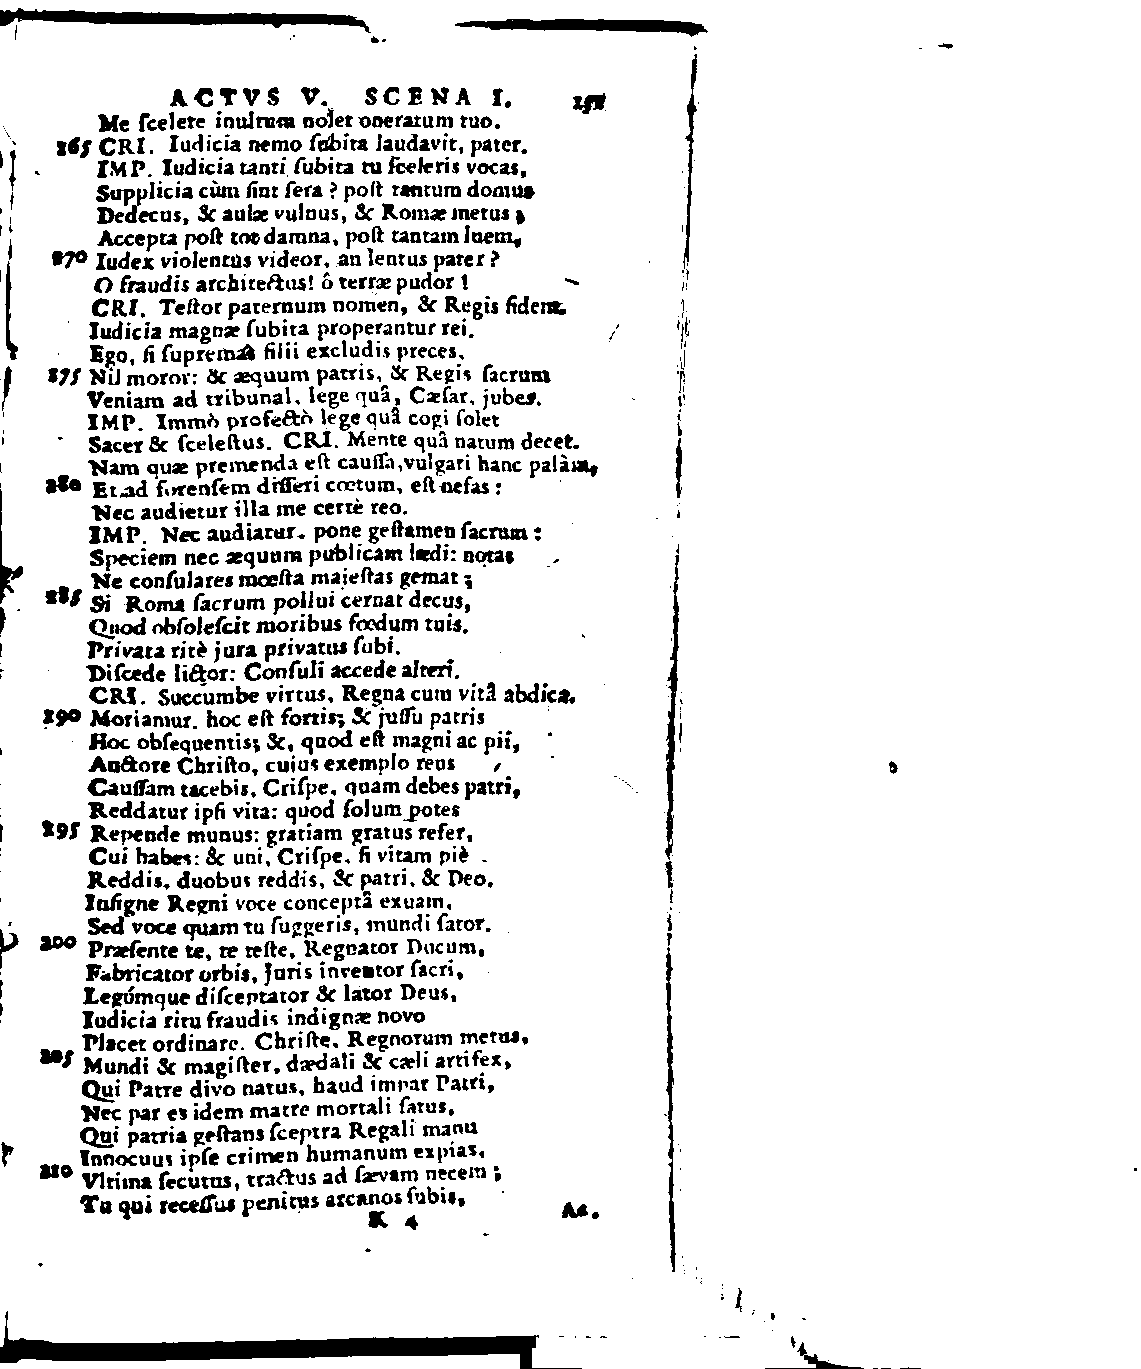 ACTVS V. SCENA I. 151
Me ſcelere inultum nolet oneratum tuo.
265 CRI. Iudicia nemo ſubita laudavit, pater.
IMP. Iudicia tanti ſubita tu ſceleris vocas,
Supplicia cùm ſint ſera ? poſt tantum domus
Dedecus, & aulæ vulnus, & Romæ metus ;
Accepta poſt tot damna, poſt tantam luem,
270 Iudex violentus videor, an lentus pater ?
O fraudis architectus! ô terræ pudor !
CRI. Teſtor paternum nomen, & Regis fidem.
Iudicia magnæ ſubita properantur rei.
Ego, ſi ſupremas filii excludis preces,
275 Nil moror: & æquum patris, & Regis ſacrum
Veniam ad tribunal, lege quâ, Cæſar, jubes.
IMP. Immò profectò lege quâ cogi ſolet
Sacer & ſceleſtus. CRI. Mente quâ natum decet.
Nam quæ premenda eſt cauſſa, vulgari hanc palàm,
280 Et ad forenſem differi cœtum, eſt nefas :
Nec audietur illa me certè reo.
IMP. Nec audiatur. pone geſtamen ſacrum :
Speciem nec æquum publicam lædi: notas
Ne conſulares mœſta majeſtas gemat ;
285 Si Roma ſacrum pollui cernat decus,
Quod obſoleſcit moribus fœdum tuis.
Privata ritè jura privatus ſubi.
Diſcede lictor: Conſuli accede alteri.
CRI. Succumbe virtus, Regna cum vitâ abdica.
290 Moriamur. hoc eſt fortis; & juſſu patris
Hoc obſequentis; &, quod eſt magni ac pii,
Auctore Chriſto, cuius exemplo reus
Cauſſam tacebis, Criſpe, quam debes patri,
Reddatur ipſi vita: quod ſolum potes
295 Repende munus: gratiam gratus refer,
Cui habes: & uni, Criſpe, ſi vitam piè
Reddis, duobus reddis, & patri, & Deo.
Inſigne Regni voce conceptâ exuam,
Sed voce quam tu ſuggeris, mundi ſator.
200 Præſente te, te teſte, Regnator Ducum,
Fabricator orbis, Juris inventor ſacri,
Legúmque diſceptator & lator Deus,
Iudicia ritu fraudis indignæ novo
Placet ordinare. Chriſte, Regnorum metus,
205 Mundi & magiſter, dædali & cæli artifex,
Qui Patre divo natus, haud impar Patri,
Nec par es idem matre mortali ſatus,
Qui patria geſtans ſceptra Regali manu
Innocuus ipſe crimen humanum expias,
210 Vltima ſecutus, tractus ad ſævam necem ;
Tu qui receſſus penitus arcanos ſubis,
K 4 Ac.